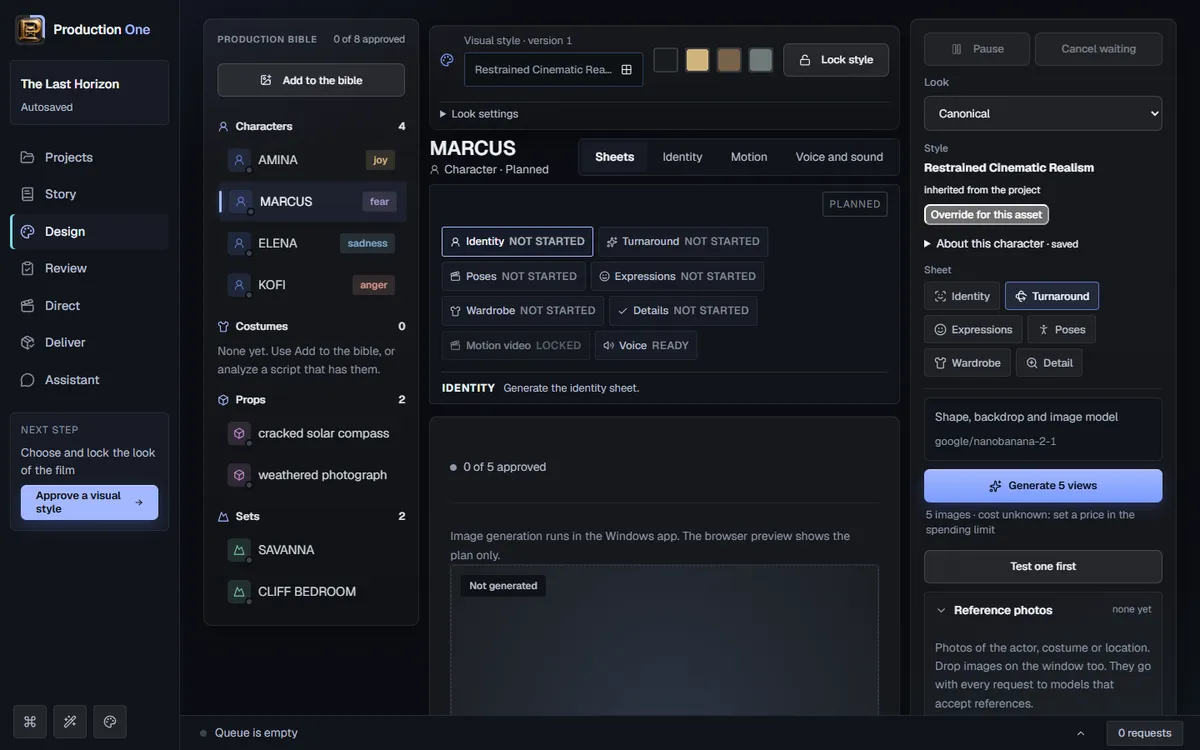 Production One
The Last Horizon
Autosaved
Projects
Story
Design
Review
Direct
Deliver
Assistant
NEXT STEP
Choose and lock the look
of the film
Approve a visual
style
PRODUCTION BIBLE
0 of 8 approved
Add to the bible
Characters 4
AMINA joy
MARCUS fear
ELENA sadness
KOFI anger
Costumes 0
None yet. Use Add to the bible, or
analyze a script that has them.
Props 2
cracked solar compass
weathered photograph
Sets 2
SAVANNA
CLIFF BEDROOM
Visual style · version 1
Restrained Cinematic Rea...
Lock style
Look settings
MARCUS
Character · Planned
Sheets Identity Motion Voice and sound
PLANNED
Identity NOT STARTED Turnaround NOT STARTED
Poses NOT STARTED Expressions NOT STARTED
Wardrobe NOT STARTED Details NOT STARTED
Motion video LOCKED Voice READY
IDENTITY Generate the identity sheet.
0 of 5 approved
Image generation runs in the Windows app. The browser preview shows the
plan only.
Not generated
Pause Cancel waiting
Look
Canonical
Style
Restrained Cinematic Realism
inherited from the project
Override for this asset
About this character · saved
Sheet
Identity Turnaround
Expressions Poses
Wardrobe Detail
Shape, backdrop and image model
google/nanobanana-2-1
Generate 5 views
5 images · cost unknown: set a price in the
spending limit
Test one first
Reference photos none yet
Photos of the actor, costume or location.
Drop images on the window too. They go
with every request to models that
accept references.
Queue is empty
0 requests